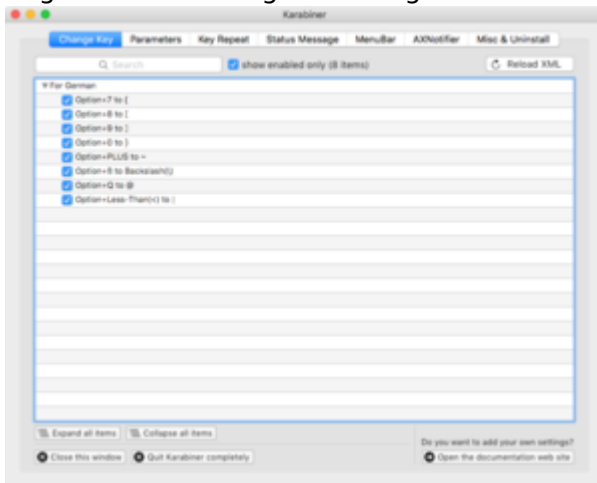 Karabiner
Change Key Parameters Key Repeat Status Message MenuBar AXNotifier Misc & Uninstall
Search show enabled only (8 items) Reload XML
For German
Option+7 to {
Option+8 to [
Option+9 to ]
Option+0 to }
Option+PLUS to ~
Option+ß to Backslash(\)
Option+Q to @
Option+Less-Than(<) to |
Expand all items Collapse all items
Do you want to add your own settings?
Close this window Quit Karabiner completely Open the documentation web site